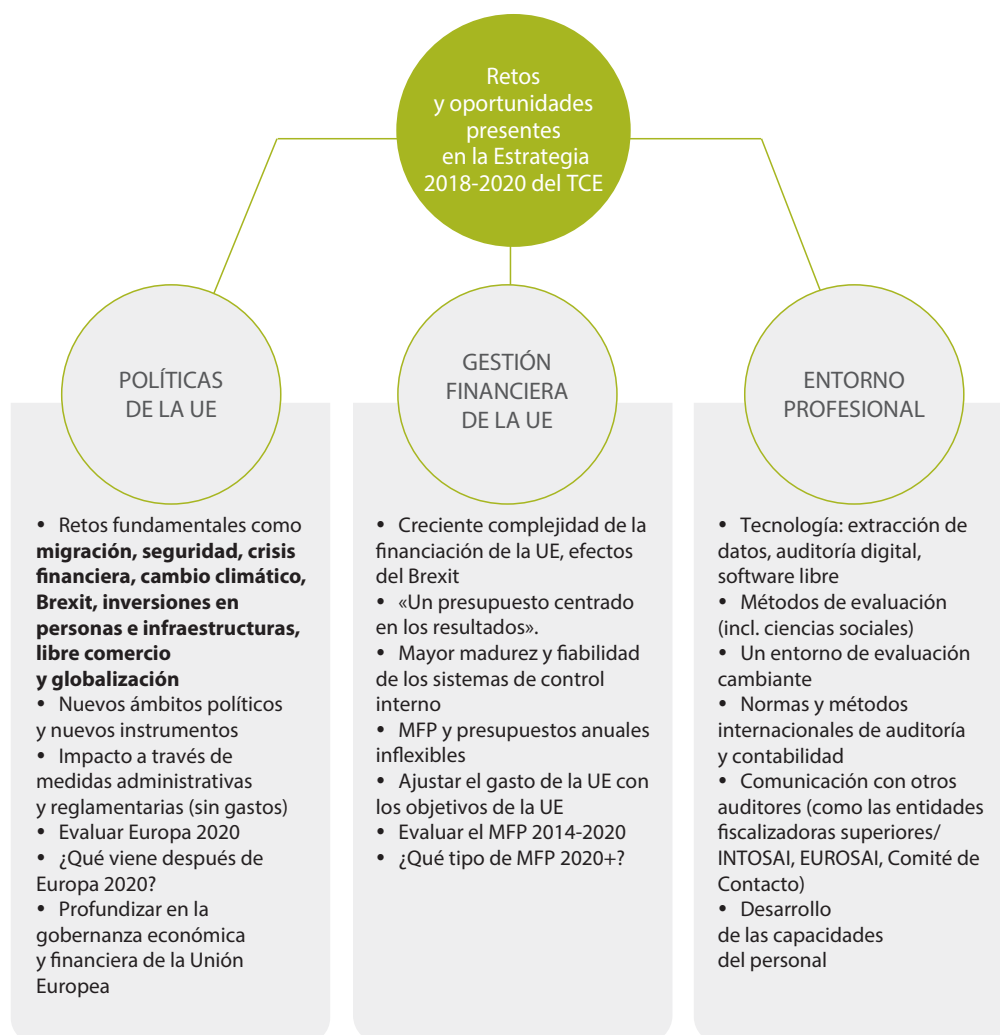 Retos
y oportunidades
presentes
en la Estrategia
2018-2020 del TCE
POLÍTICAS
DE LA UE
• Retos fundamentales como
migración, seguridad, crisis
financiera, cambio climático,
Brexit, inversiones en
personas e infraestructuras,
libre comercio
y globalización
• Nuevos ámbitos políticos
y nuevos instrumentos
• Impacto a través de
medidas administrativas
y reglamentarias (sin gastos)
• Evaluar Europa 2020
• ¿Qué viene después de
Europa 2020?
• Profundizar en la
gobernanza económica
y financiera de la Unión
Europea
GESTIÓN
FINANCIERA
DE LA UE
• Creciente complejidad de la
financiación de la UE, efectos
del Brexit
• «Un presupuesto centrado
en los resultados».
• Mayor madurez y fiabilidad
de los sistemas de control
interno
• MFP y presupuestos anuales
inflexibles
• Ajustar el gasto de la UE con
los objetivos de la UE
• Evaluar el MFP 2014-2020
• ¿Qué tipo de MFP 2020+?
ENTORNO
PROFESIONAL
• Tecnología: extracción de
datos, auditoría digital,
software libre
• Métodos de evaluación
(incl. ciencias sociales)
• Un entorno de evaluación
cambiante
• Normas y métodos
internacionales de auditoría
y contabilidad
• Comunicación con otros
auditores (como las entidades
fiscalizadoras superiores/
INTOSAI, EUROSAI, Comité de
Contacto)
• Desarrollo
de las capacidades
del personal